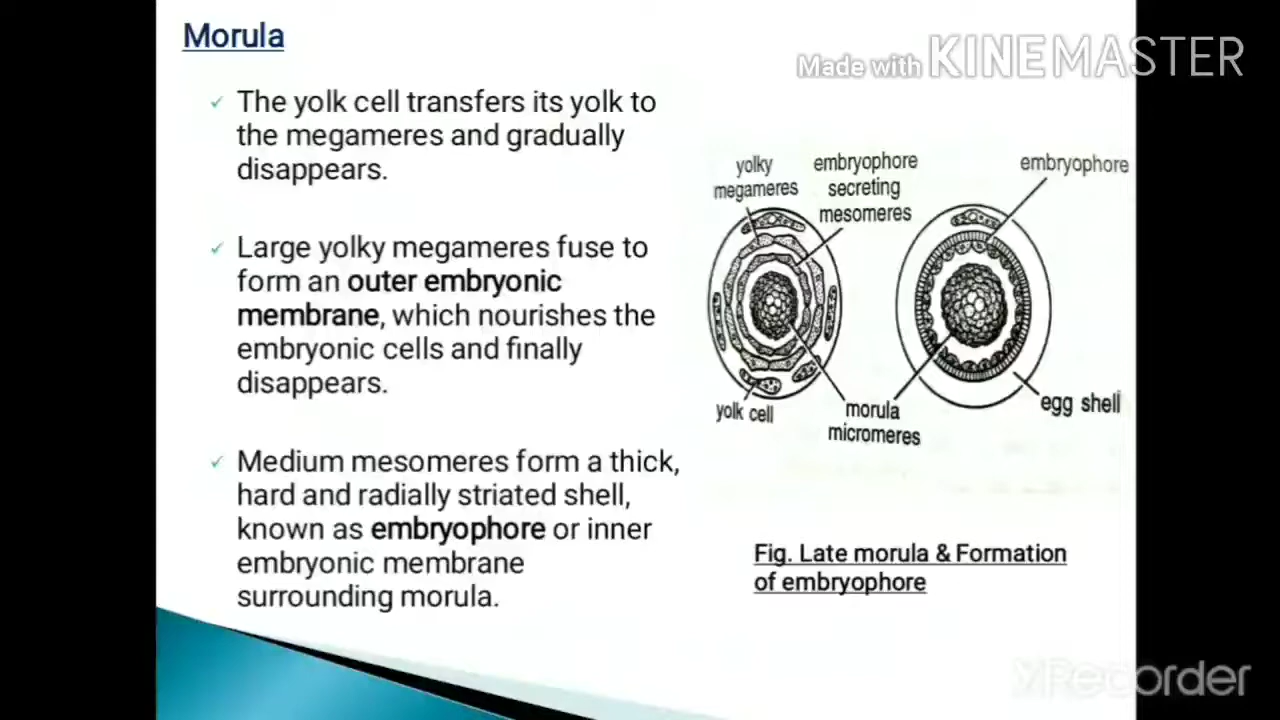 Morula
Made with KINEMASTER
✓ The yolk cell transfers its yolk to
the megameres and gradually
disappears.
✓ Large yolky megameres fuse to
form an outer embryonic
membrane, which nourishes the
embryonic cells and finally
disappears.
✓ Medium mesomeres form a thick,
hard and radially striated shell,
known as embryophore or inner
embryonic membrane
surrounding morula.
yolky
megameres
embryophore
secreting
mesomeres
embryophore
yolk cell
morula
micromeres
egg shell
Fig. Late morula & Formation
of embryophore
XRecorder